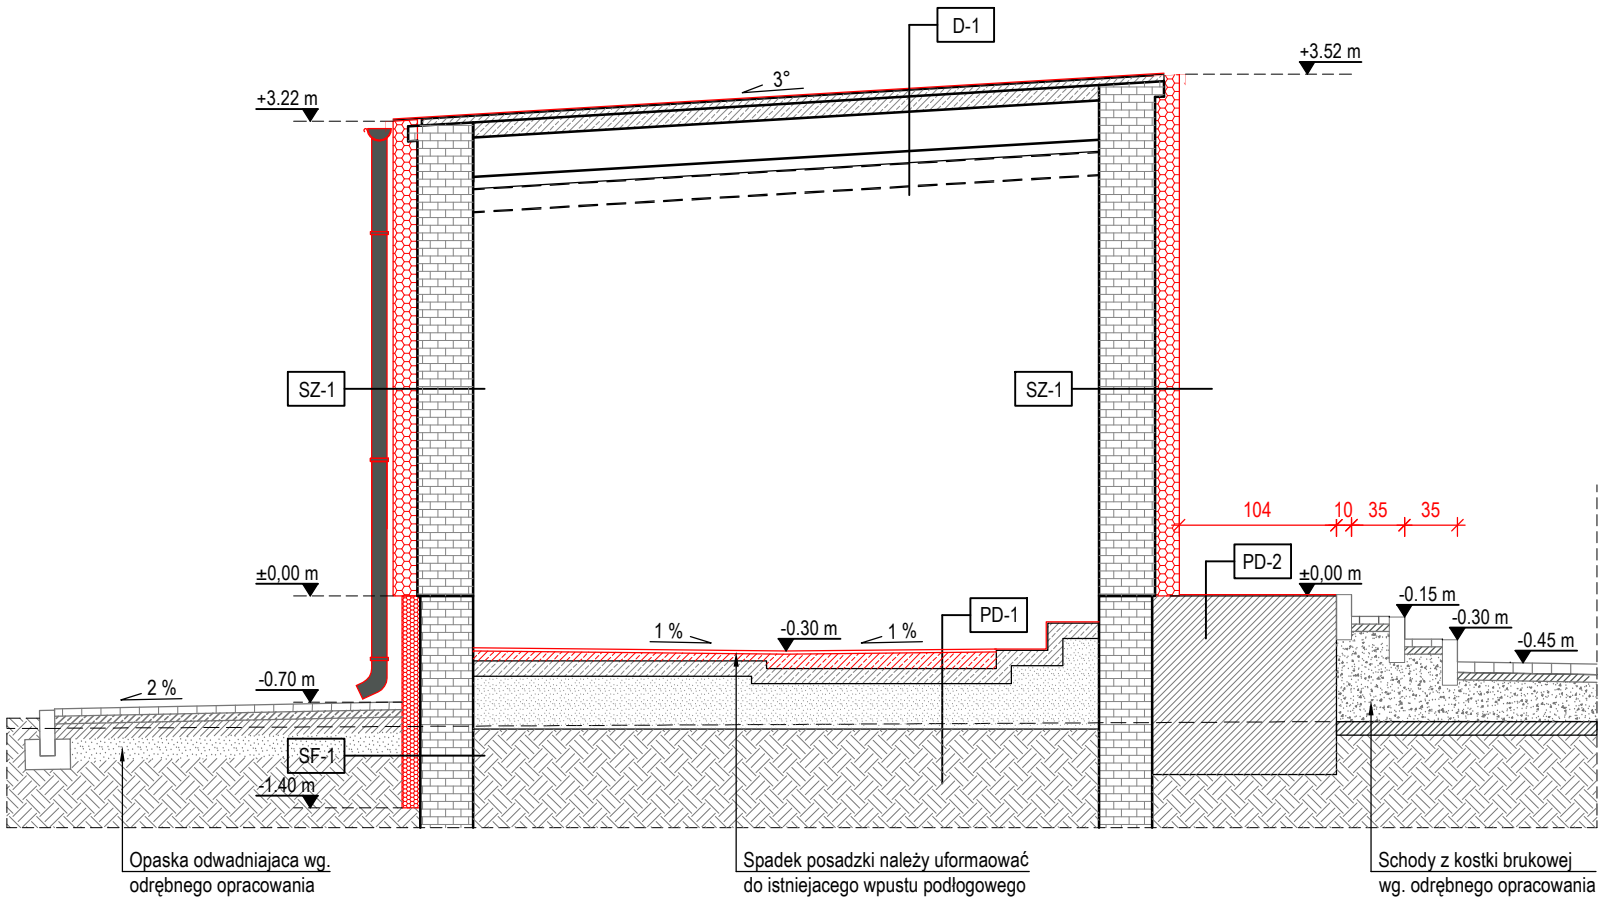 D-1
+3.52 m
3°
+3.22 m
SZ-1
SZ-1
104
10
35
35
PD-2
±0,00 m
±0,00 m
-0.15 m
PD-1
-0.30 m
1 %
-0.30 m
1 %
-0.45 m
-0.70 m
2 %
SF-1
-1.40 m
Opaska odwadniajaca wg.
odrębnego opracowania
Spadek posadzki należy uformaować
do istniejacego wpustu podłogowego
Schody z kostki brukowej
wg. odrębnego opracowania